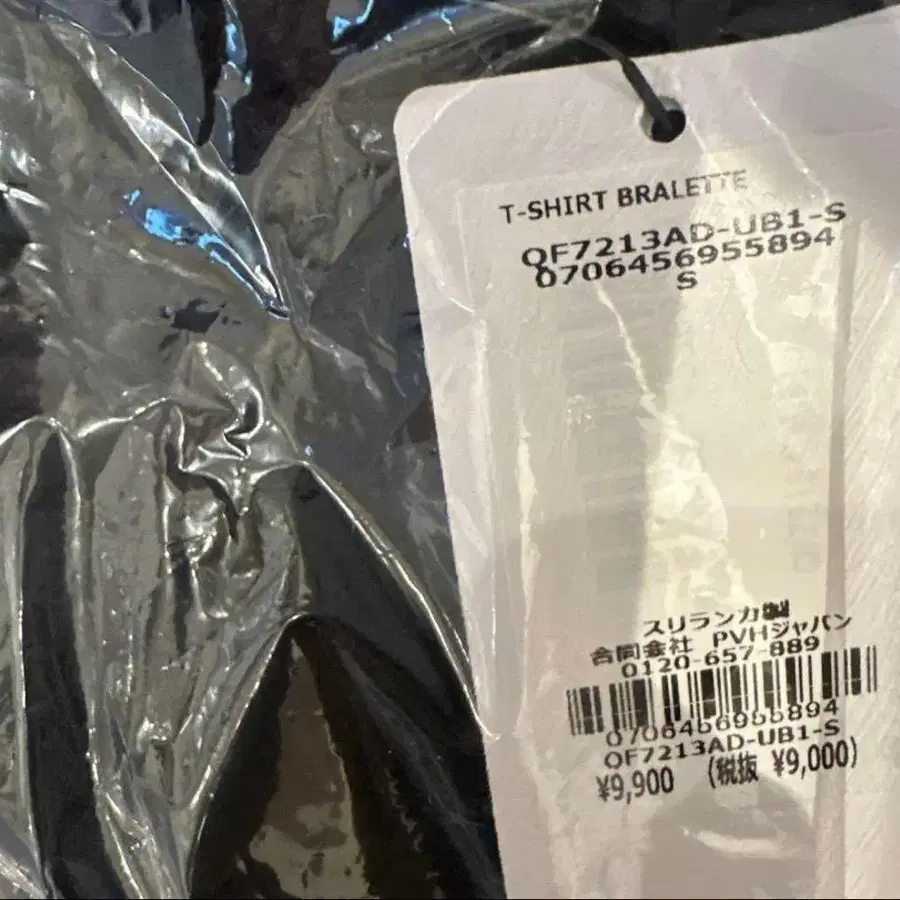 T-SHIRT BRALETTE
QF7213AD-UB1-S
0706456955894
S
スリランカ製
合同会社 PVHジャパン
0120-657-889
0706456955894
QF7213AD-UB1-S
¥9,900 (税抜 ¥9,000)